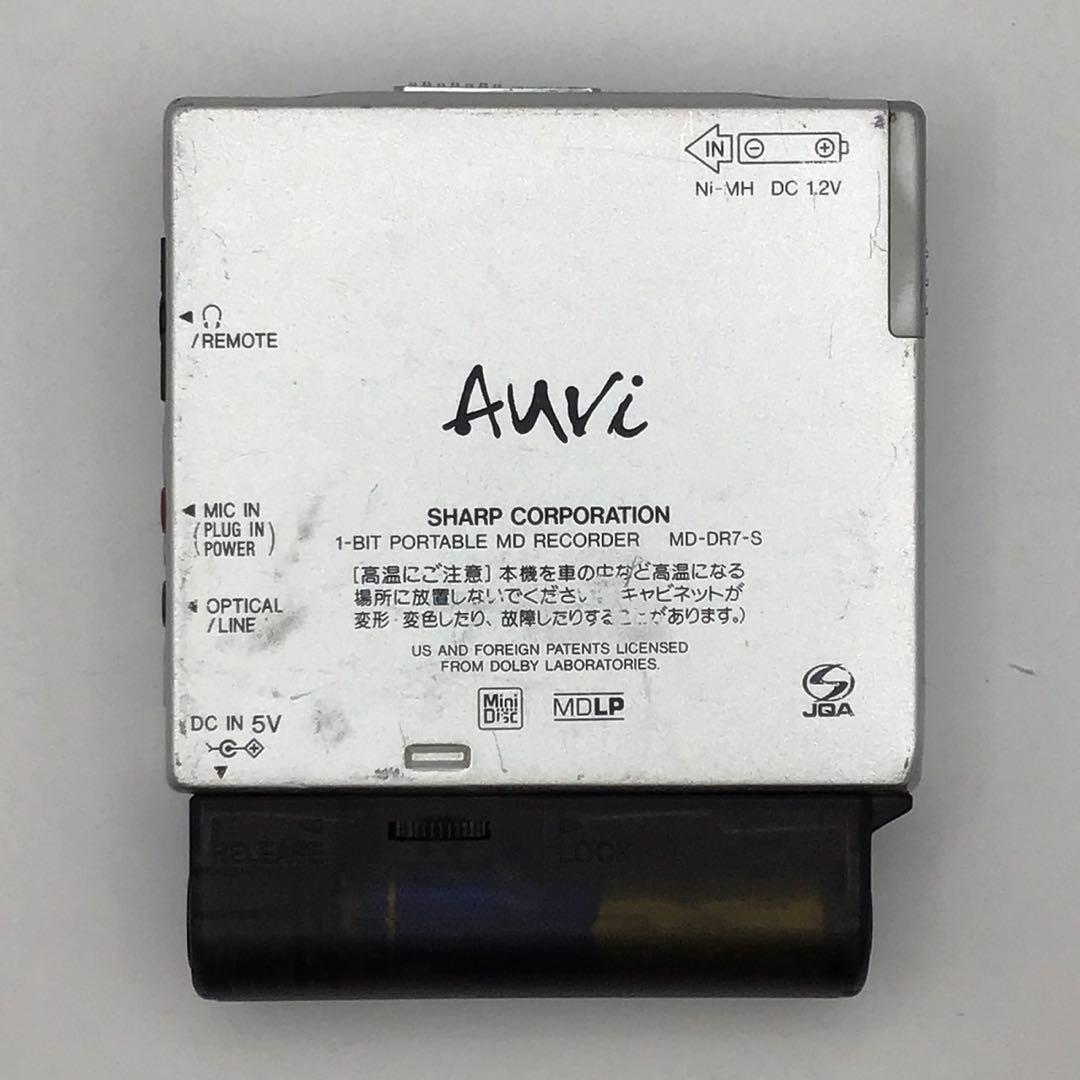 IN
Ni-MH DC 1.2V
/REMOTE
Auvi
MIC IN
(PLUG IN
POWER)
SHARP CORPORATION
1-BIT PORTABLE MD RECORDER MD-DR7-S
[高温にご注意] 本機を車の中など高温になる
場所に放置しないでください キャビネットが
変形・変色したり、故障したりすることがあります。)
OPTICAL
/LINE
US AND FOREIGN PATENTS LICENSED
FROM DOLBY LABORATORIES.
Mini
Disc
MDLP
JQA
DC IN 5V
RELEASE
LOCK